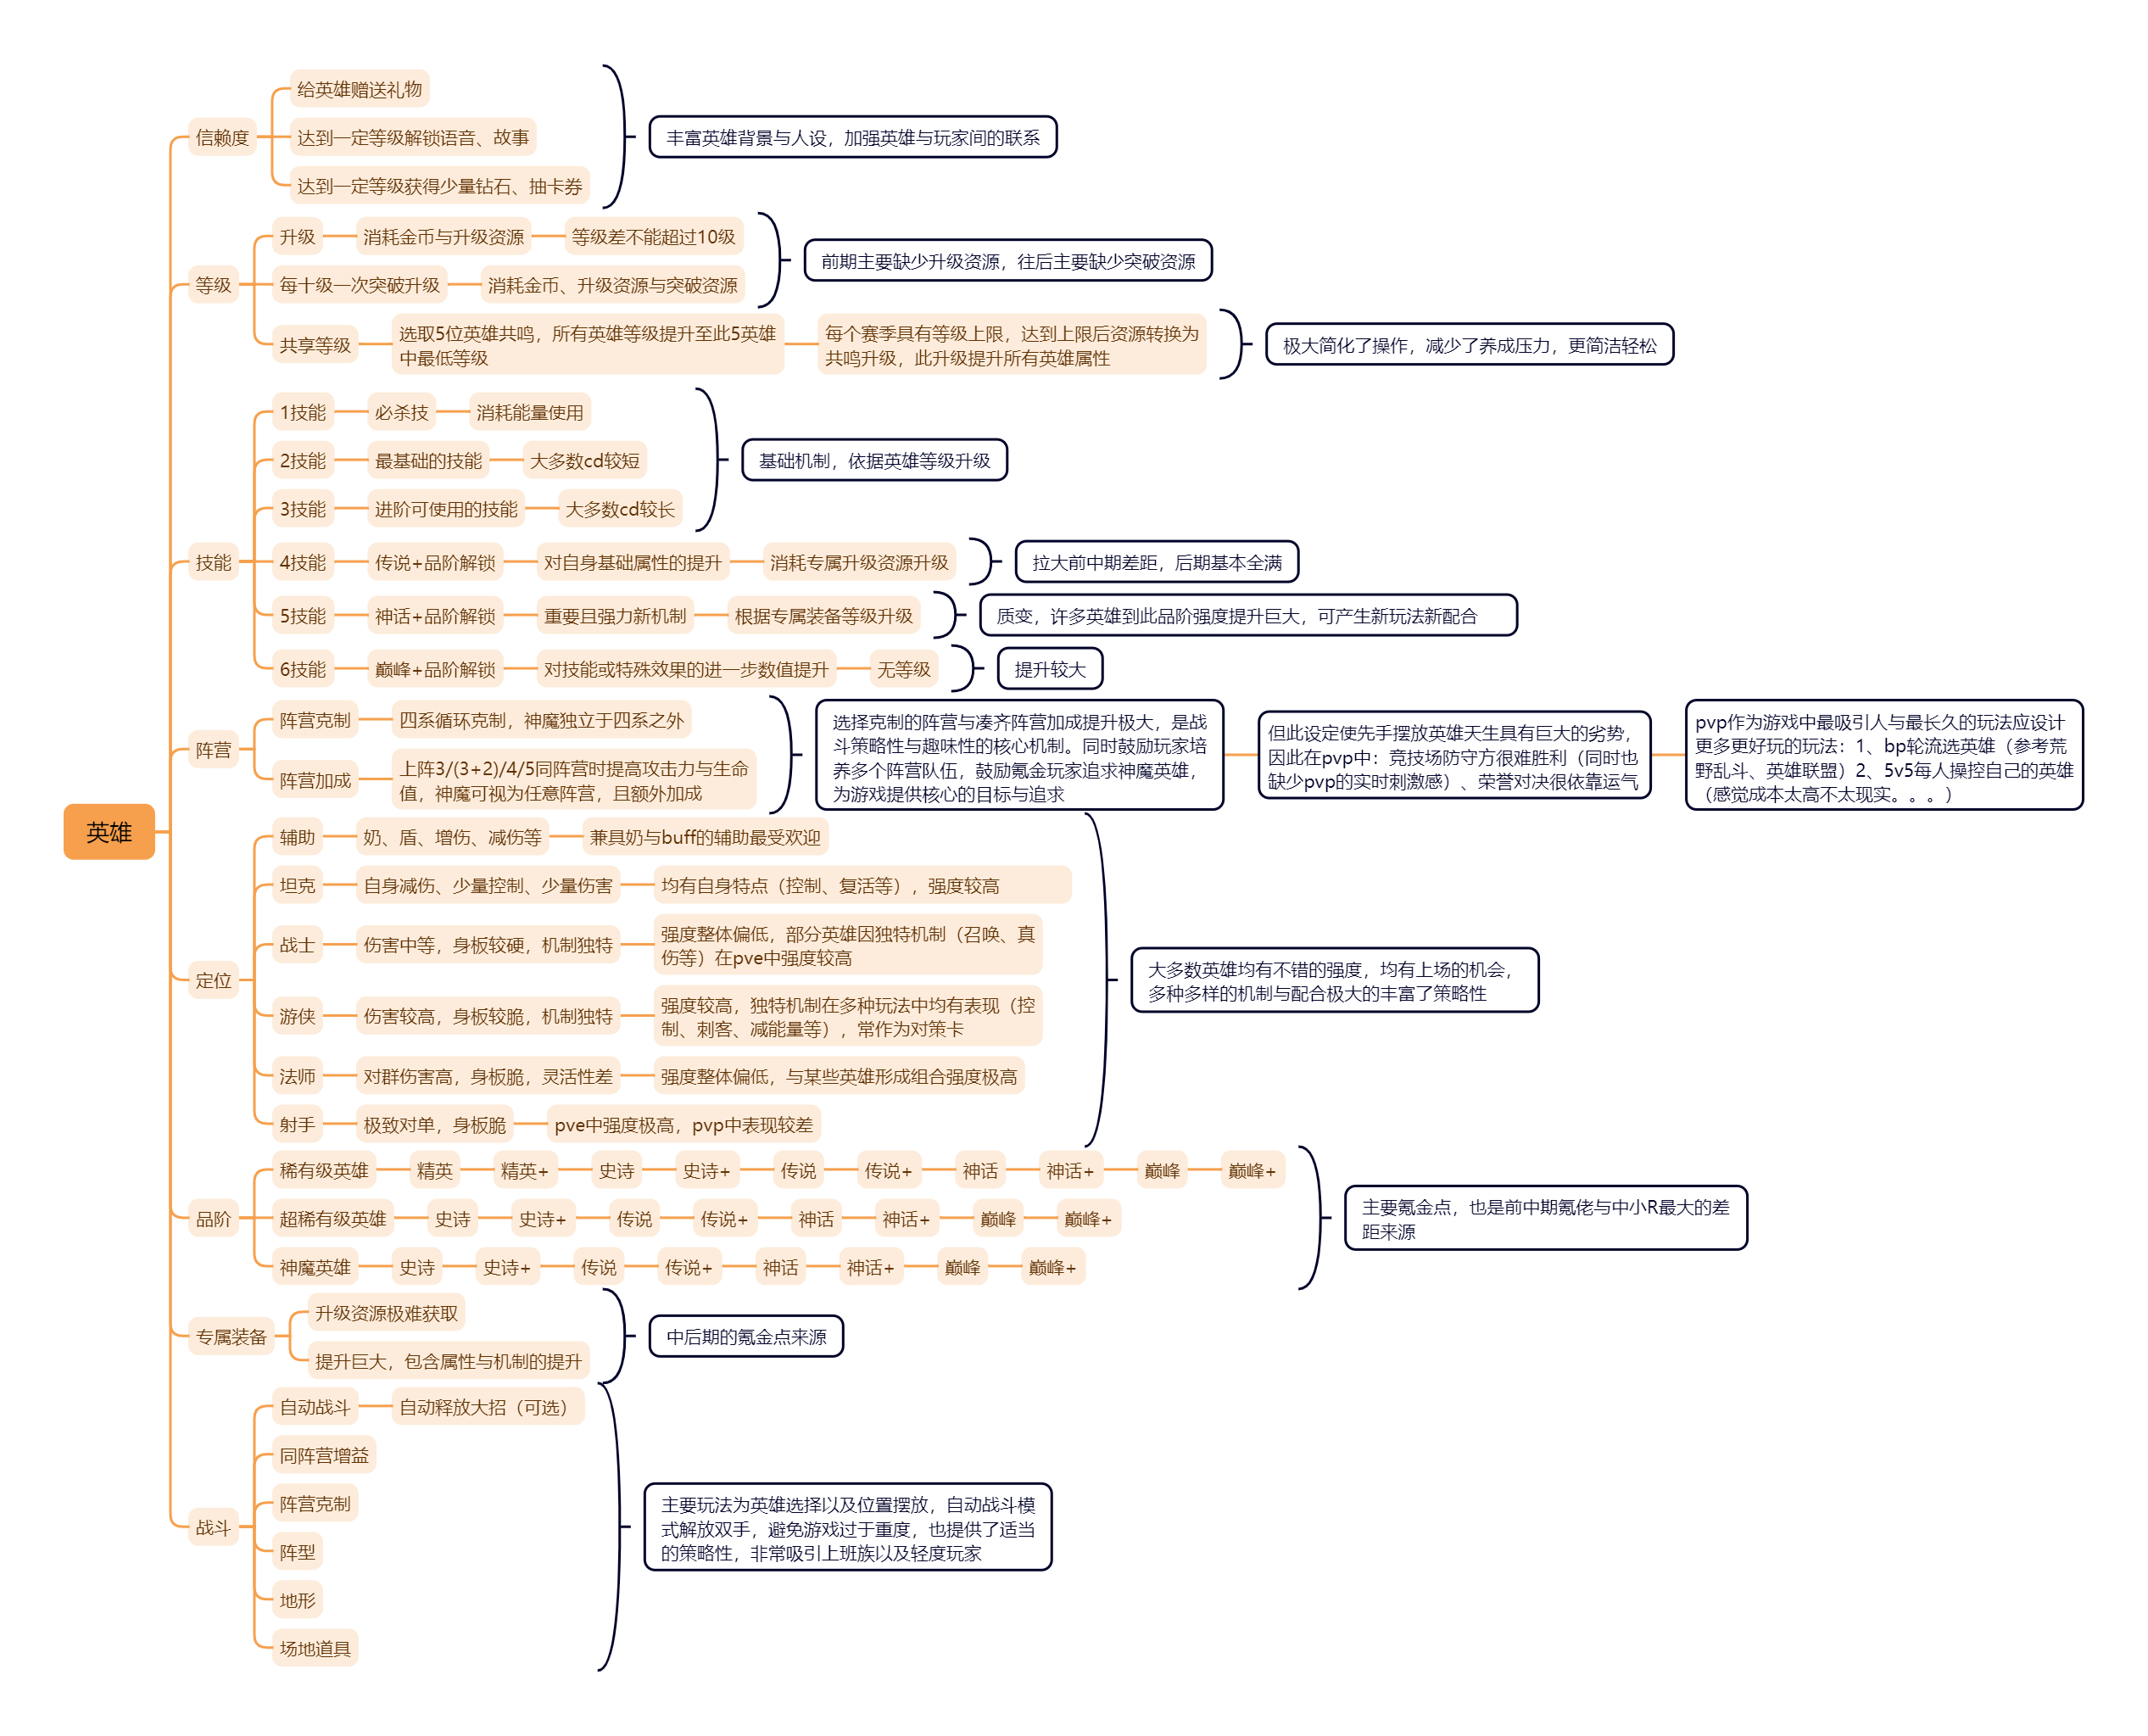 英雄
信赖度
给英雄赠送礼物
达到一定等级解锁语音、故事
达到一定等级获得少量钻石、抽卡券
丰富英雄背景与人设，加强英雄与玩家间的联系
等级
升级
消耗金币与升级资源
等级差不能超过10级
每十级一次突破升级
消耗金币、升级资源与突破资源
前期主要缺少升级资源，往后主要缺少突破资源
共享等级
选取5位英雄共鸣，所有英雄等级提升至此5英雄
中最低等级
每个赛季具有等级上限，达到上限后资源转换为
共鸣升级，此升级提升所有英雄属性
极大简化了操作，减少了养成压力，更简洁轻松
技能
1技能
必杀技
消耗能量使用
2技能
最基础的技能
大多数cd较短
3技能
进阶可使用的技能
大多数cd较长
基础机制，依据英雄等级升级
4技能
传说+品阶解锁
对自身基础属性的提升
消耗专属升级资源升级
拉大前中期差距，后期基本全满
5技能
神话+品阶解锁
重要且强力新机制
根据专属装备等级升级
质变，许多英雄到此品阶强度提升巨大，可产生新玩法新配合
6技能
巅峰+品阶解锁
对技能或特殊效果的进一步数值提升
无等级
提升较大
阵营
阵营克制
四系循环克制，神魔独立于四系之外
阵营加成
上阵3/(3+2)/4/5同阵营时提高攻击力与生命
值，神魔可视为任意阵营，且额外加成
选择克制的阵营与凑齐阵营加成提升极大，是战
斗策略性与趣味性的核心机制。同时鼓励玩家培
养多个阵营队伍，鼓励氪金玩家追求神魔英雄，
为游戏提供核心的目标与追求
但此设定使先手摆放英雄天生具有巨大的劣势，
因此在pvp中：竞技场防守方很难胜利（同时也
缺少pvp的实时刺激感）、荣誉对决很依靠运气
pvp作为游戏中最吸引人与最长久的玩法应设计
更多更好玩的玩法：1、bp轮流选英雄（参考荒
野乱斗、英雄联盟）2、5v5每人操控自己的英雄
（感觉成本太高不太现实。。。）
定位
辅助
奶、盾、增伤、减伤等
兼具奶与buff的辅助最受欢迎
坦克
自身减伤、少量控制、少量伤害
均有自身特点（控制、复活等），强度较高
战士
伤害中等，身板较硬，机制独特
强度整体偏低，部分英雄因独特机制（召唤、真
伤等）在pve中强度较高
游侠
伤害较高，身板较脆，机制独特
强度较高，独特机制在多种玩法中均有表现（控
制、刺客、减能量等），常作为对策卡
法师
对群伤害高，身板脆，灵活性差
强度整体偏低，与某些英雄形成组合强度极高
射手
极致对单，身板脆
pve中强度极高，pvp中表现较差
大多数英雄均有不错的强度，均有上场的机会，
多种多样的机制与配合极大的丰富了策略性
品阶
稀有级英雄
精英
精英+
史诗
史诗+
传说
传说+
神话
神话+
巅峰
巅峰+
超稀有级英雄
史诗
史诗+
传说
传说+
神话
神话+
巅峰
巅峰+
神魔英雄
史诗
史诗+
传说
传说+
神话
神话+
巅峰
巅峰+
主要氪金点，也是前中期氪佬与中小R最大的差
距来源
专属装备
升级资源极难获取
提升巨大，包含属性与机制的提升
中后期的氪金点来源
战斗
自动战斗
自动释放大招（可选）
同阵营增益
阵营克制
阵型
地形
场地道具
主要玩法为英雄选择以及位置摆放，自动战斗模
式解放双手，避免游戏过于重度，也提供了适当
的策略性，非常吸引上班族以及轻度玩家